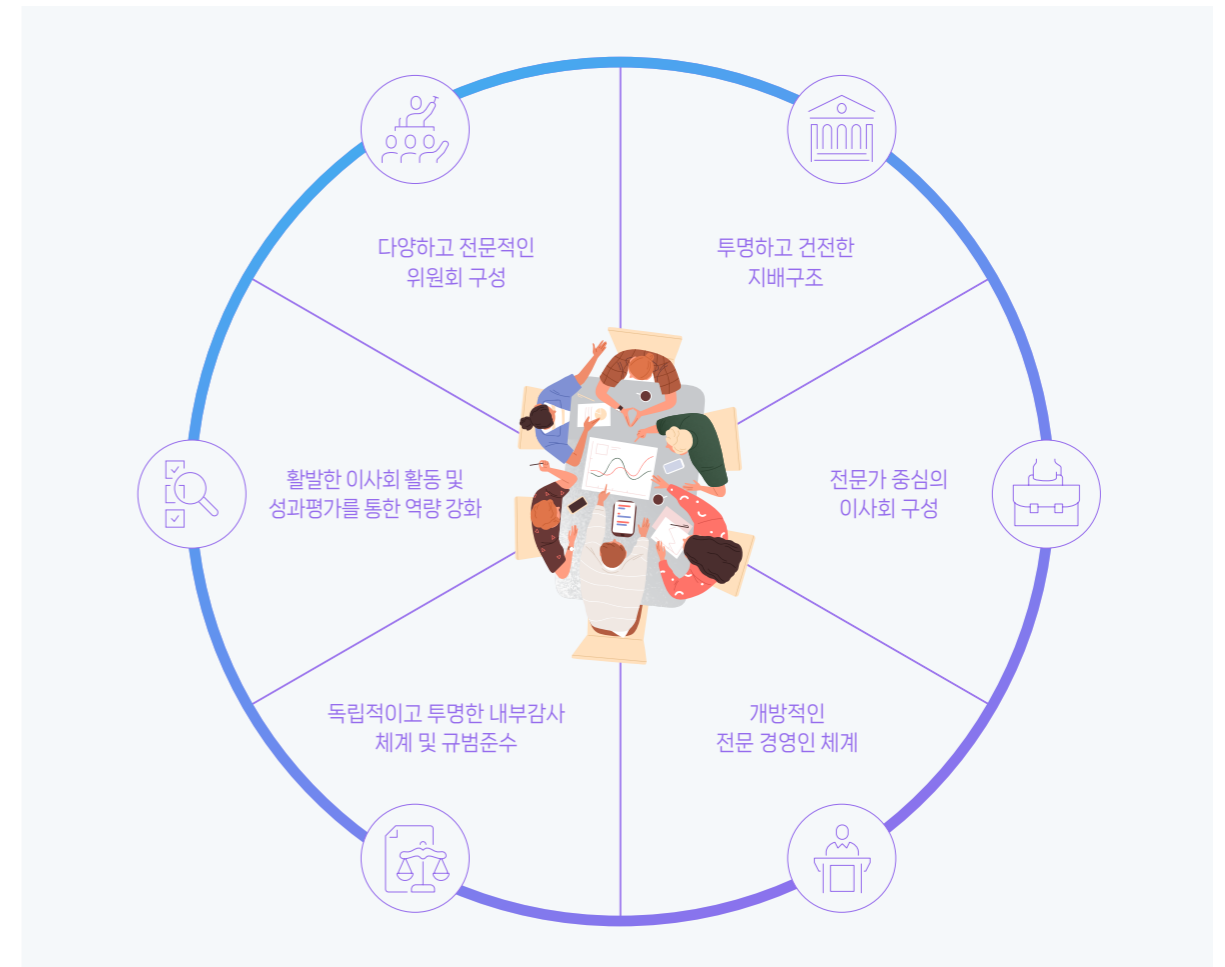 다양하고 전문적인
위원회 구성
투명하고 건전한
지배구조
활발한 이사회 활동 및
성과평가를 통한 역량 강화
전문가 중심의
이사회 구성
독립적이고 투명한 내부감사
체계 및 규범준수
개방적인
전문 경영인 체계